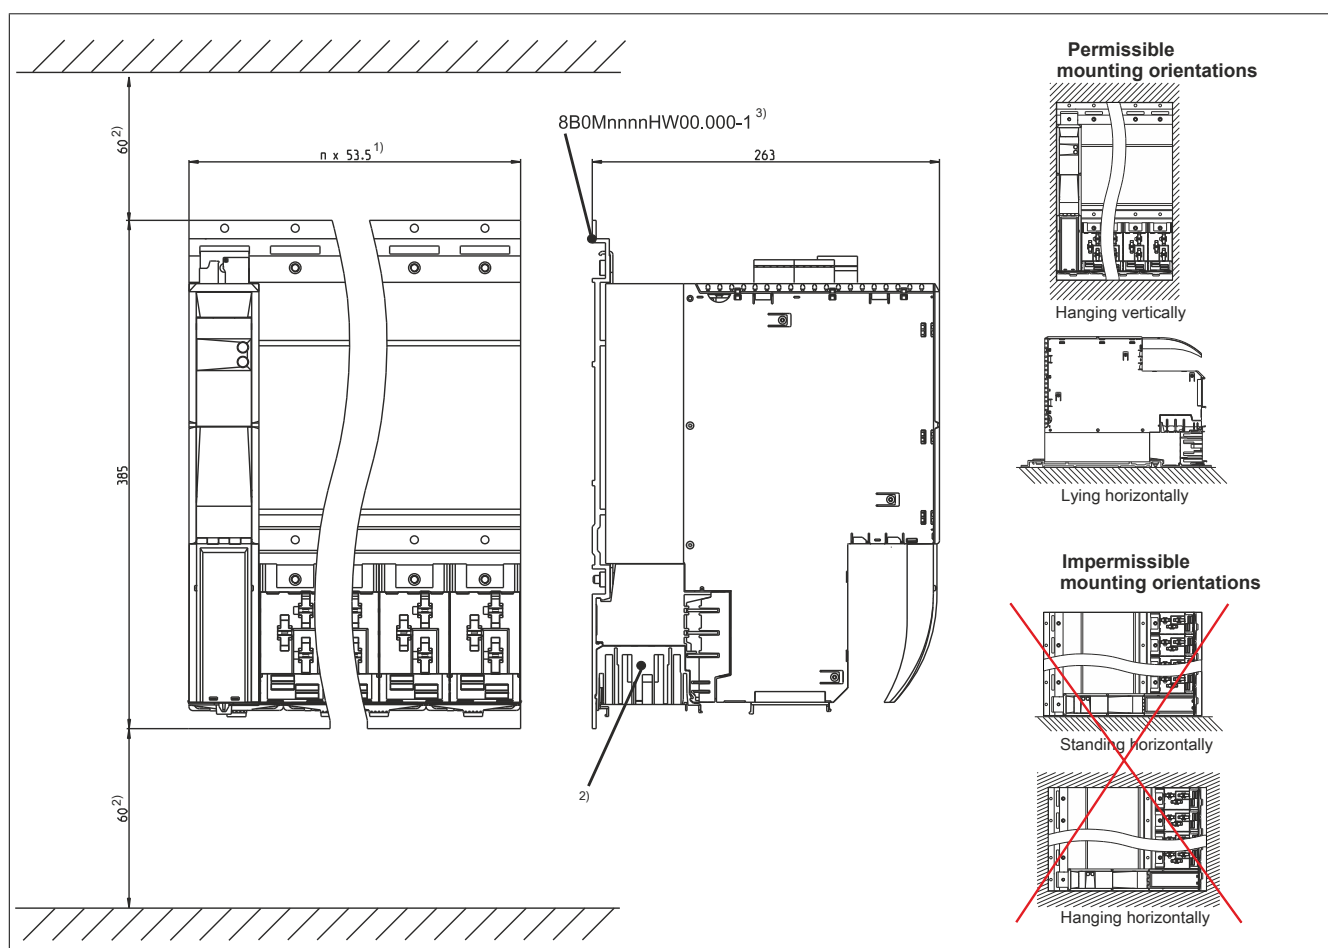 Permissible
mounting orientations
8B0MnnnnHW00.000-1 3)
60 2)
n x 53.5 1)
263
Hanging vertically
385
Lying horizontally
Impermissible
mounting orientations
Standing horizontally
60 2)
2)
Hanging horizontally